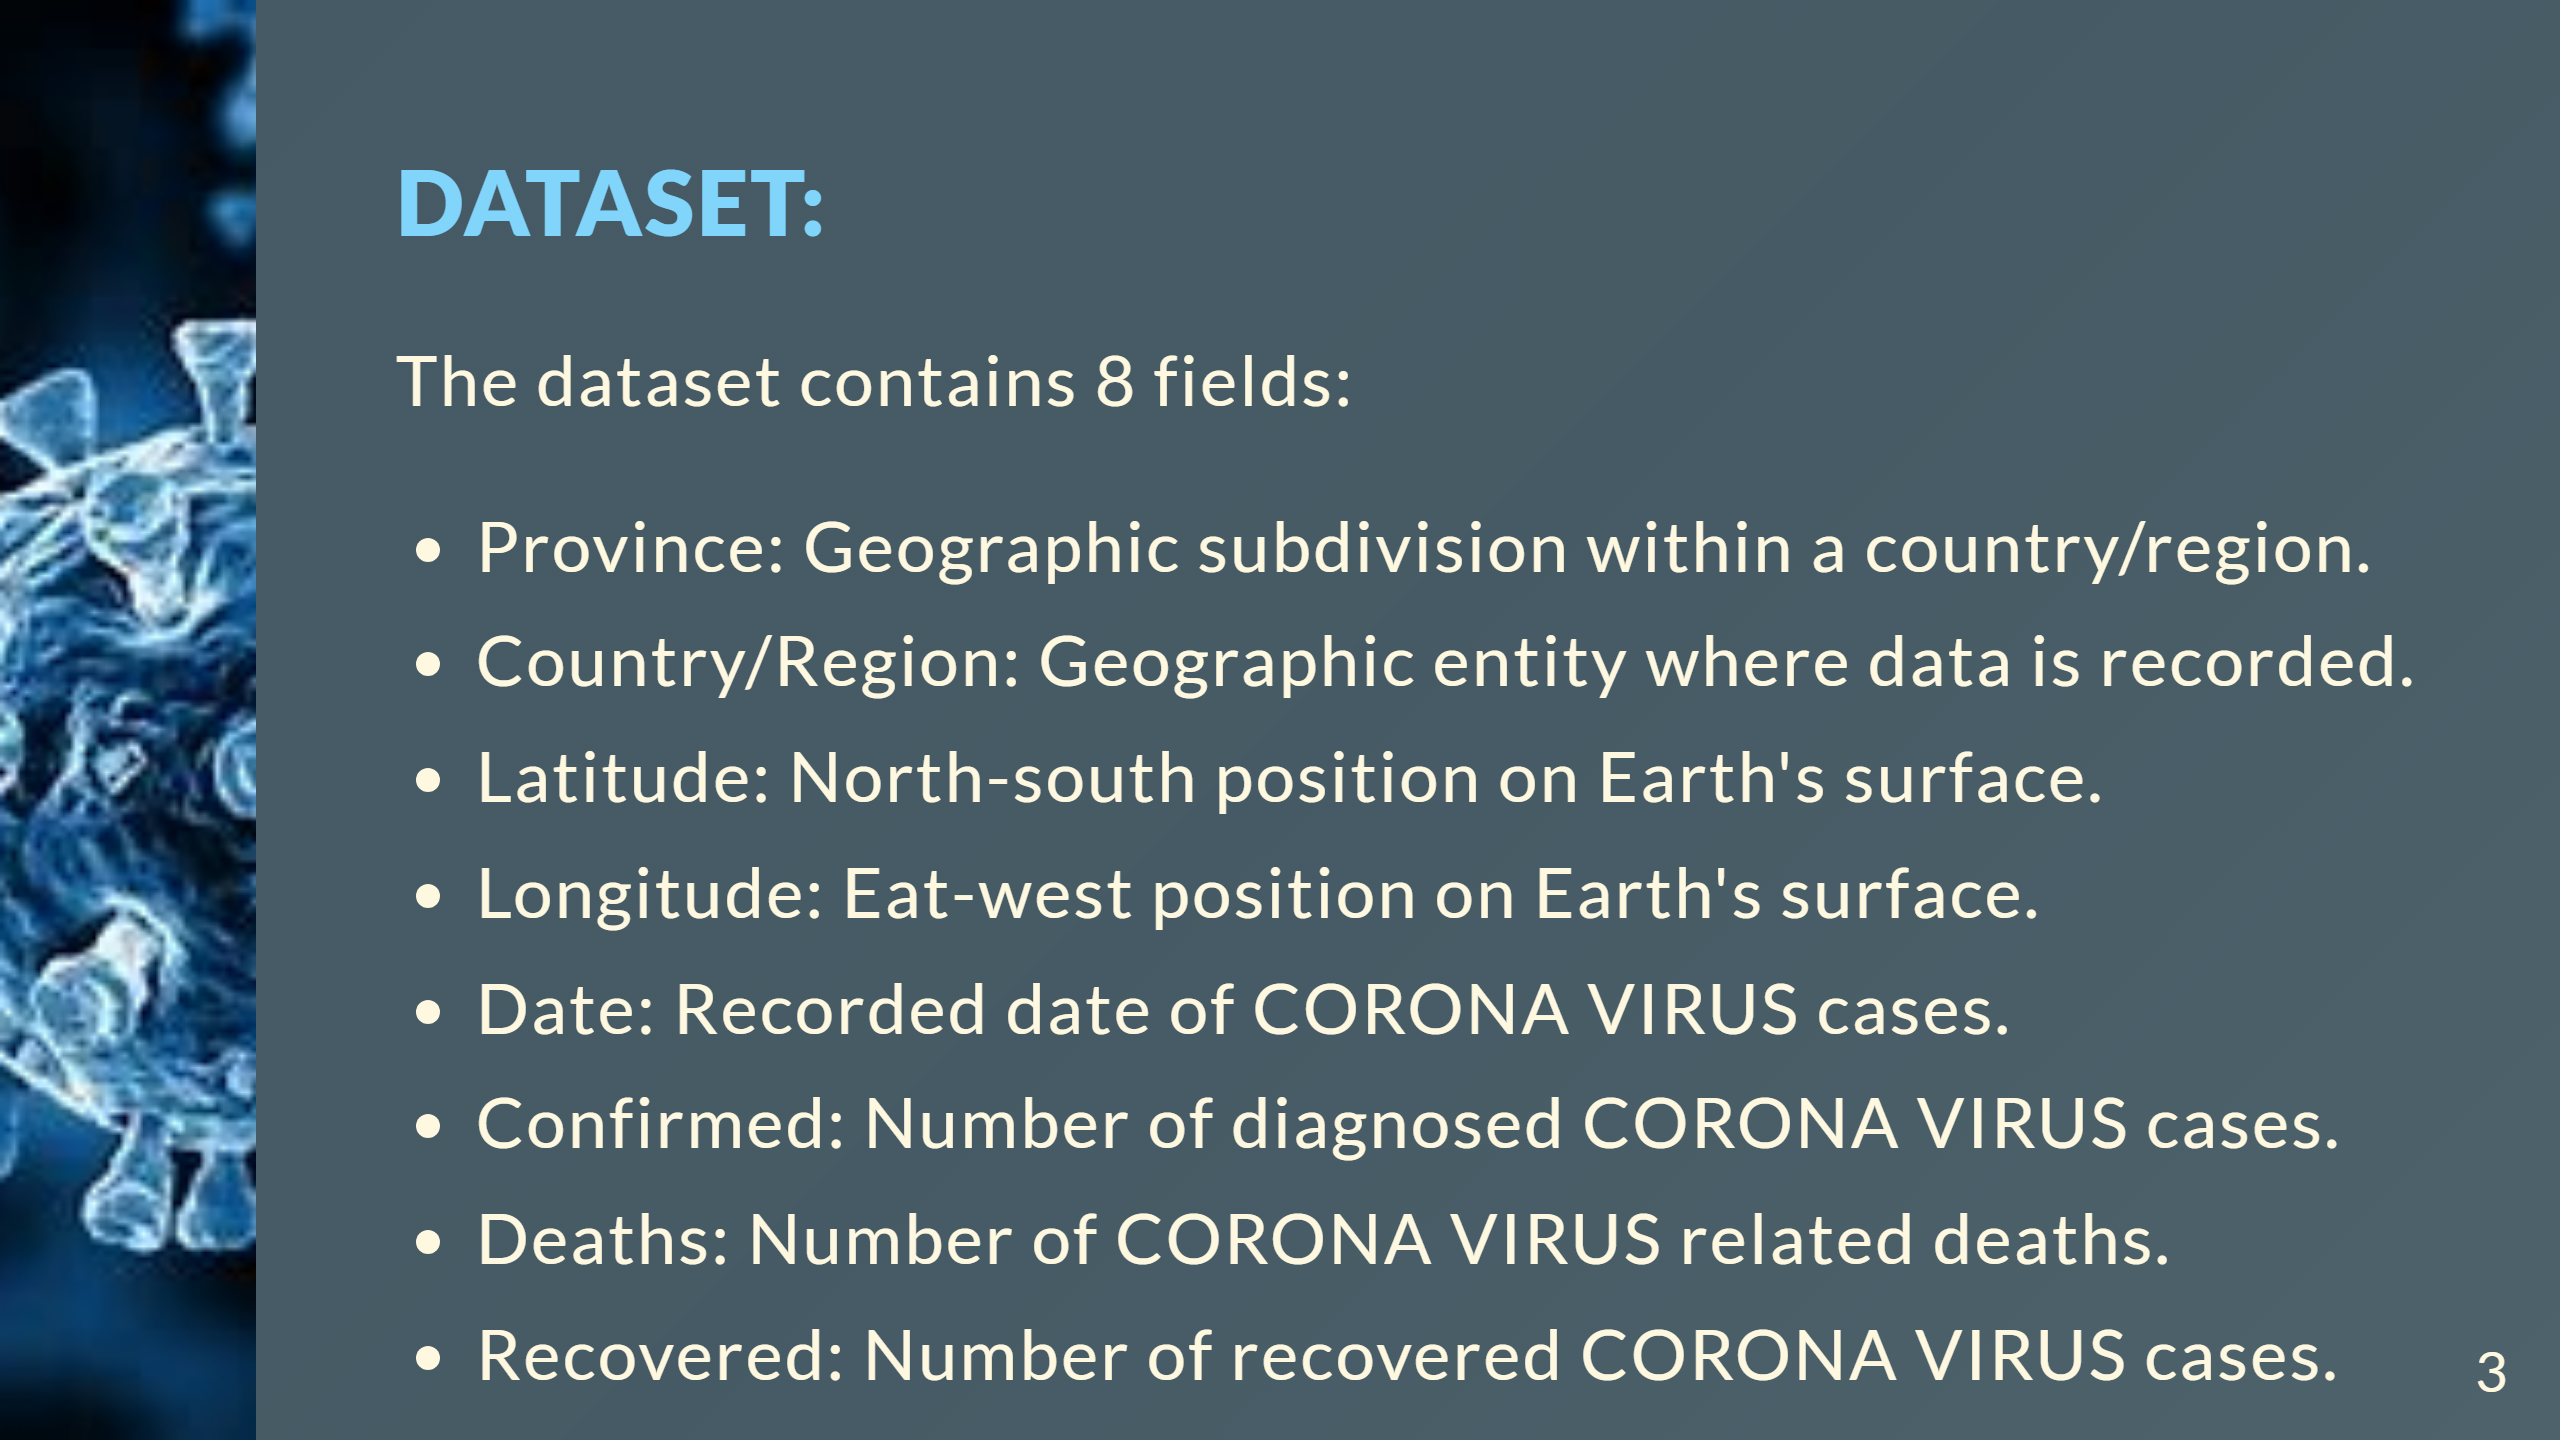 DATASET:
The dataset contains 8 fields:
• Province: Geographic subdivision within a country/region.
• Country/Region: Geographic entity where data is recorded.
• Latitude: North-south position on Earth's surface.
• Longitude: Eat-west position on Earth's surface.
• Date: Recorded date of CORONA VIRUS cases.
• Confirmed: Number of diagnosed CORONA VIRUS cases.
• Deaths: Number of CORONA VIRUS related deaths.
• Recovered: Number of recovered CORONA VIRUS cases.
3